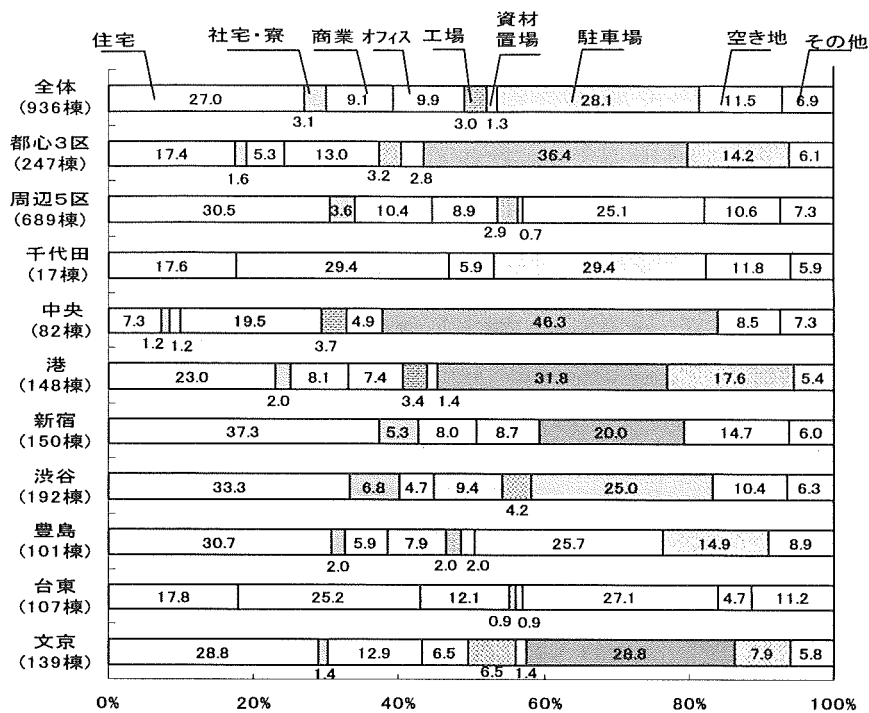 住宅 社宅・寮 商業 オフィス 工場 資材置場 駐車場 空き地 その他
全体
(936棟)
27.0 3.1 9.1 9.9 3.0 1.3 28.1 11.5 6.9
都心3区
(247棟)
17.4 1.6 5.3 13.0 3.2 2.8 36.4 14.2 6.1
周辺5区
(689棟)
30.5 3.6 10.4 8.9 2.9 0.7 25.1 10.6 7.3
千代田
(17棟)
17.6 29.4 5.9 29.4 11.8 5.9
中央
(82棟)
7.3 1.2 1.2 19.5 3.7 4.9 46.3 8.5 7.3
港
(148棟)
23.0 2.0 8.1 7.4 3.4 1.4 31.8 17.6 5.4
新宿
(150棟)
37.3 5.3 8.0 8.7 20.0 14.7 6.0
渋谷
(192棟)
33.3 6.8 4.7 9.4 4.2 25.0 10.4 6.3
豊島
(101棟)
30.7 2.0 5.9 7.9 2.0 2.0 25.7 14.9 8.9
台東
(107棟)
17.8 25.2 12.1 0.9 0.9 27.1 4.7 11.2
文京
(139棟)
28.8 1.4 12.9 6.5 6.5 1.4 28.8 7.9 5.8
0% 20% 40% 60% 80% 100%